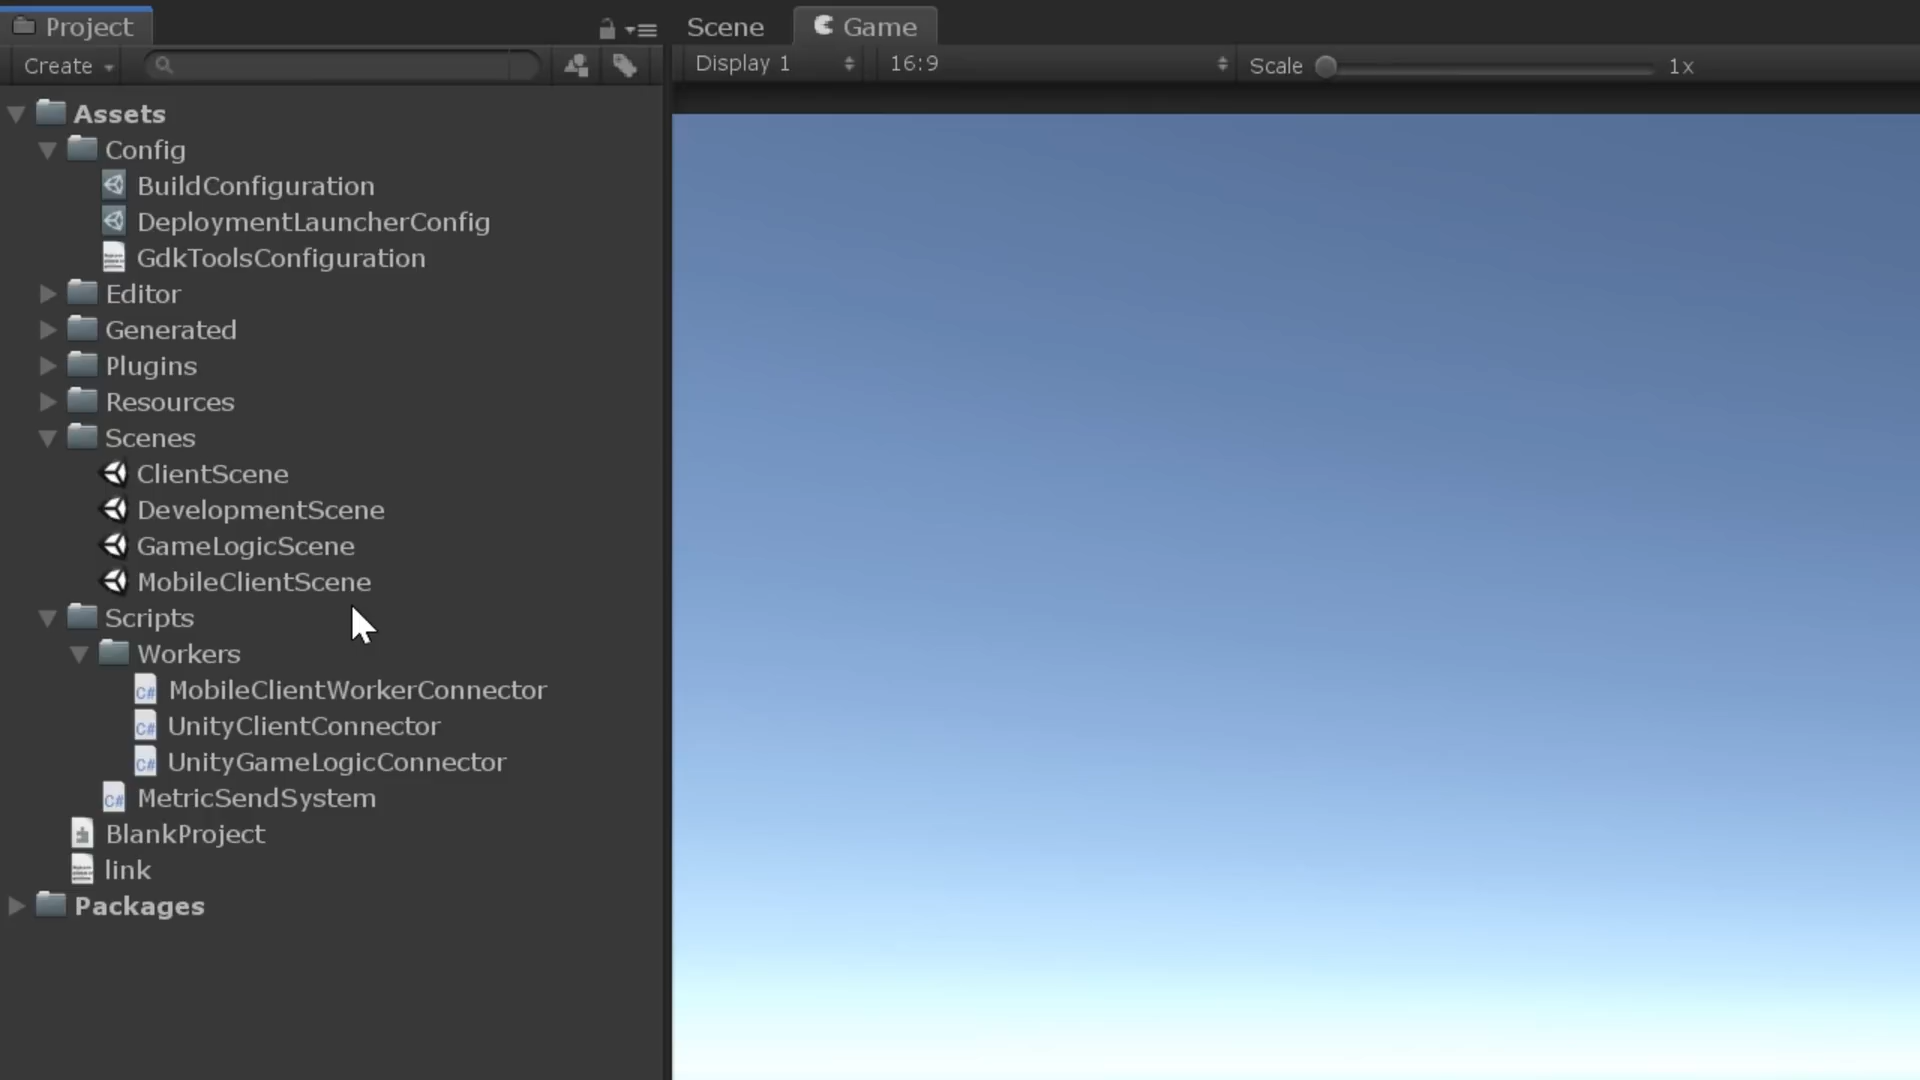 Project
Scene
Game
Create
Display 1
16:9
Scale
1x
Assets
Config
BuildConfiguration
DeploymentLauncherConfig
GdkToolsConfiguration
Editor
Generated
Plugins
Resources
Scenes
ClientScene
DevelopmentScene
GameLogicScene
MobileClientScene
Scripts
Workers
C# MobileClientWorkerConnector
C# UnityClientConnector
C# UnityGameLogicConnector
C# MetricSendSystem
BlankProject
link
Packages